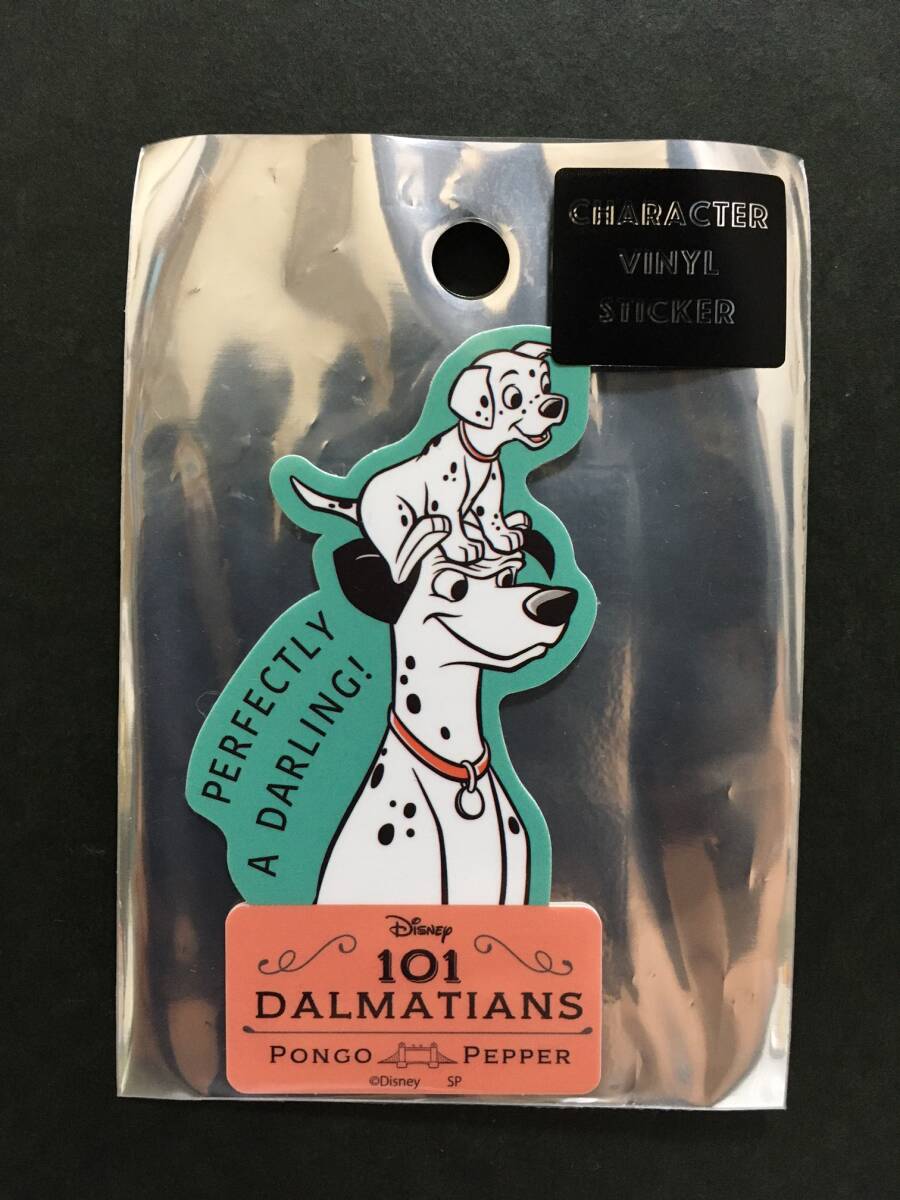 CHARACTER
VINYL
STICKER
PERFECTLY
A DARLING!
Disney
101
DALMATIANS
PONGO PEPPER
©Disney SP